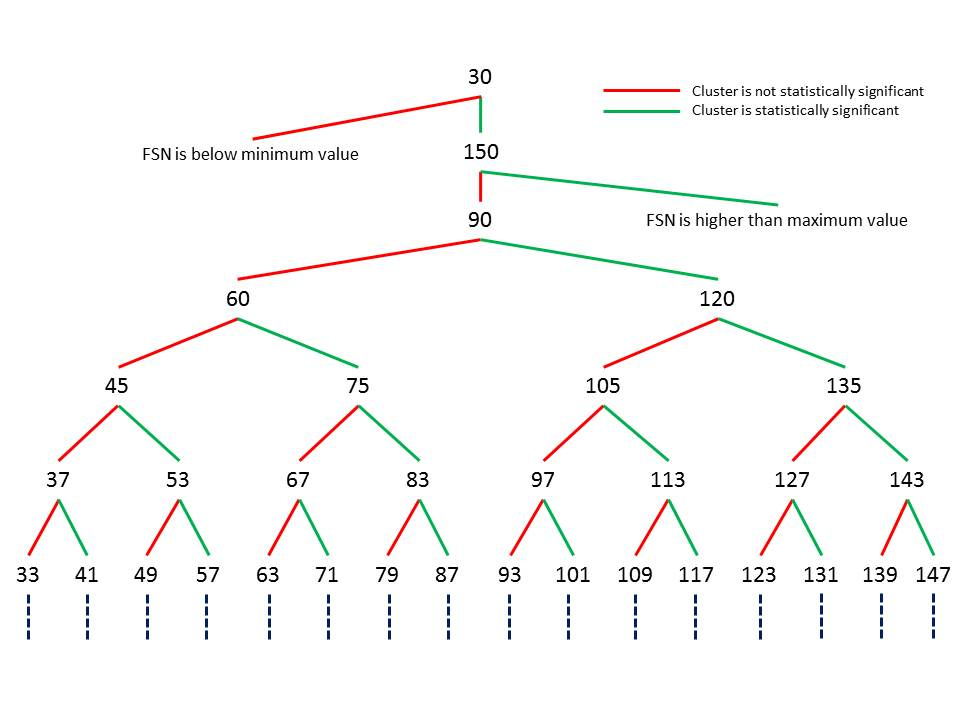 30
Cluster is not statistically significant
Cluster is statistically significant
FSN is below minimum value
150
90
FSN is higher than maximum value
60 120
45 75 105 135
37 53 67 83 97 113 127 143
33 41 49 57 63 71 79 87 93 101 109 117 123 131 139 147